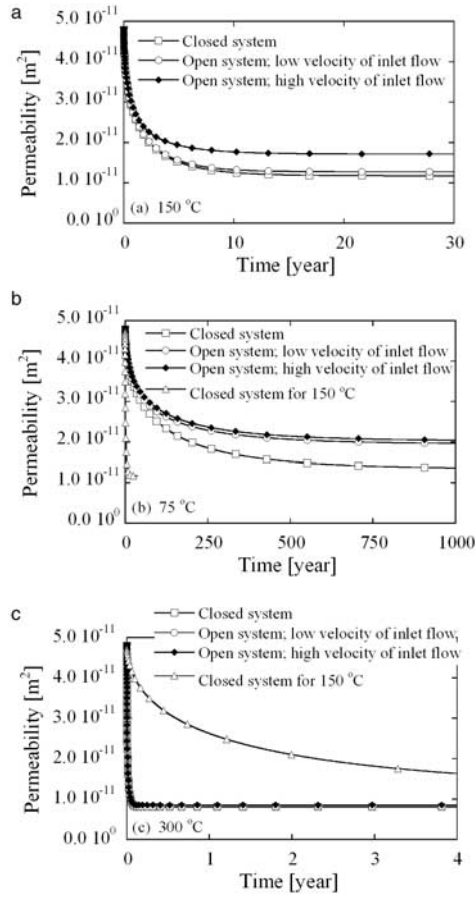 a
5.0 10-11
Closed system
Open system; low velocity of inlet flow
Open system; high velocity of inlet flow
4.0 10-11
3.0 10-11
2.0 10-11
1.0 10-11
0.0 10⁰
(a) 150 °C
Permeability [m²]
0 10 20 30
Time [year]
b
5.0 10-11
Closed system
Open system; low velocity of inlet flow
Open system; high velocity of inlet flow
4.0 10-11
Closed system for 150 °C
3.0 10-11
2.0 10-11
1.0 10-11
0.0 10⁰
(b) 75 °C
Permeability [m²]
0 250 500 750 1000
Time [year]
c
Closed system
Open system; low velocity of inlet flow
5.0 10-11
Open system; high velocity of inlet flow
Closed system for 150 °C
4.0 10-11
3.0 10-11
2.0 10-11
1.0 10-11
0.0 10⁰
(c) 300 °C
Permeability [m²]
0 1 2 3 4
Time [year]